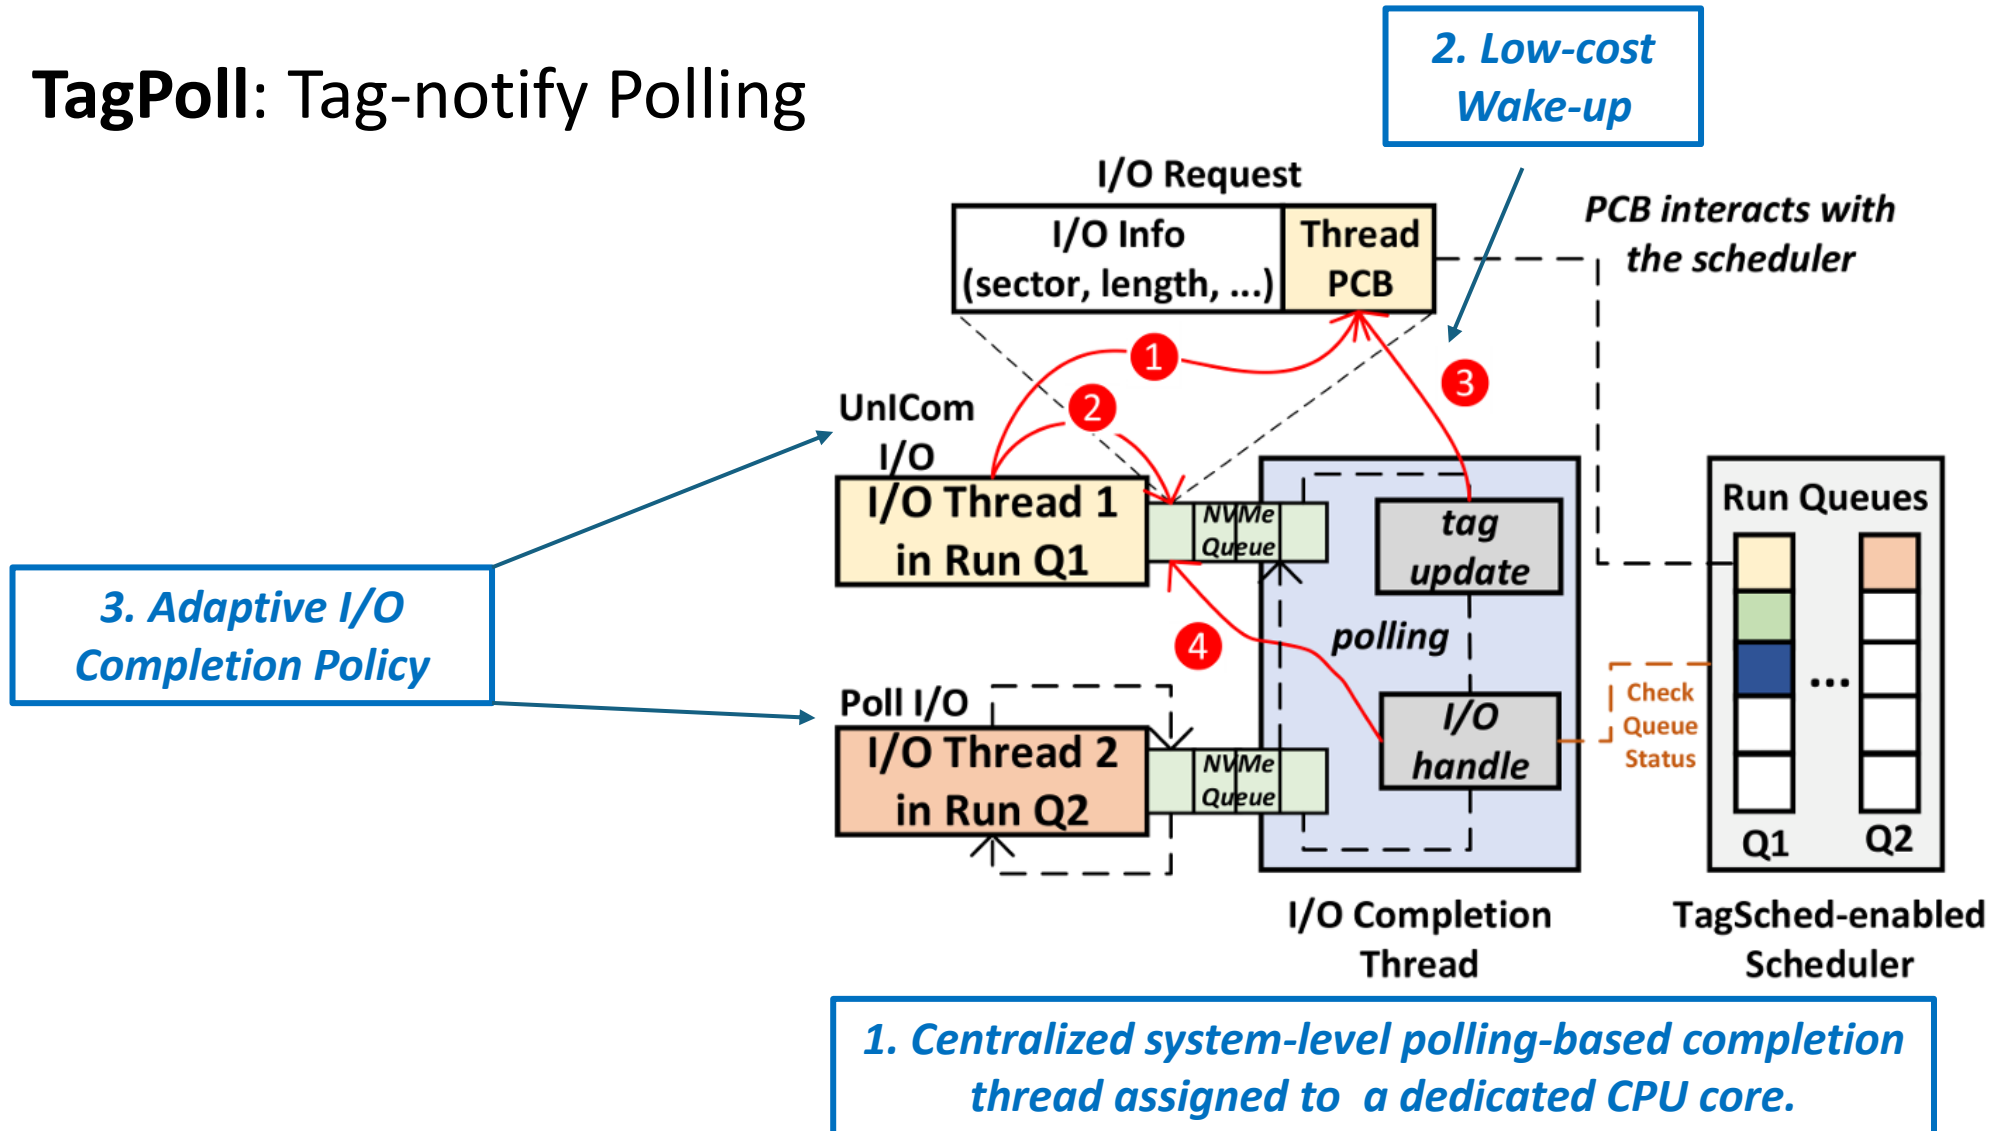 TagPoll: Tag-notify Polling
2. Low-cost
Wake-up
I/O Request
I/O Info
(sector, length, ...)
Thread
PCB
PCB interacts with
the scheduler
1
2
3
UnICom
I/O
I/O Thread 1
in Run Q1
NVMe
Queue
tag
update
Run Queues
3. Adaptive I/O
Completion Policy
4
polling
Poll I/O
I/O Thread 2
in Run Q2
NVMe
Queue
I/O
handle
Check
Queue
Status
...
Q1
Q2
I/O Completion
Thread
TagSched-enabled
Scheduler
1. Centralized system-level polling-based completion
thread assigned to a dedicated CPU core.